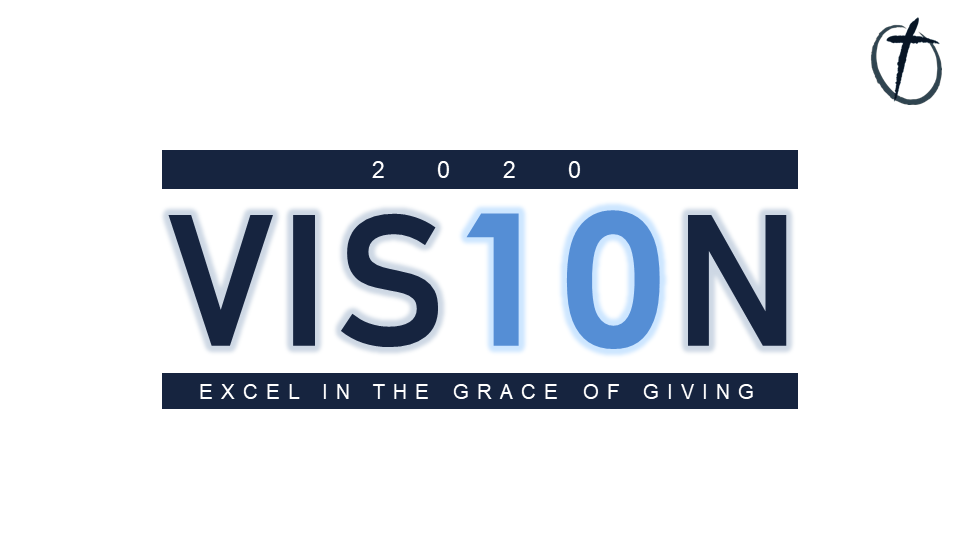 2 0 2 0
VIS10N
EXCEL IN THE GRACE OF GIVING